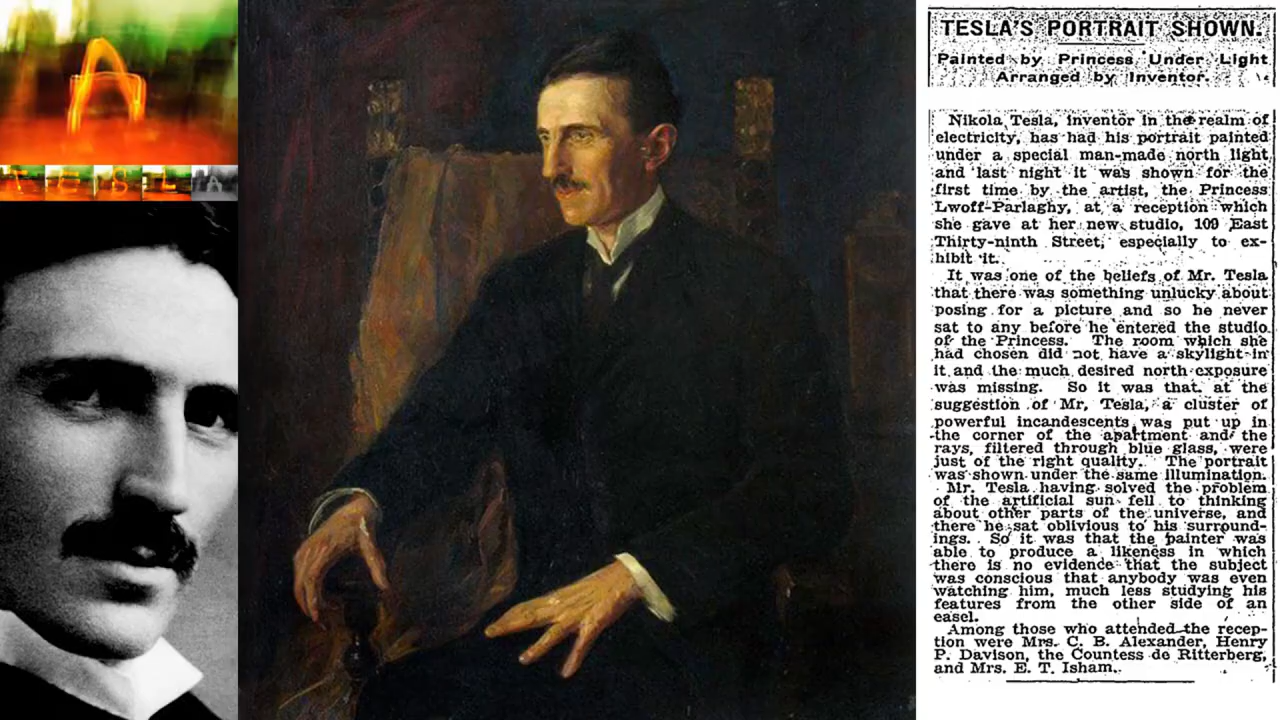 T E S L A
TESLA'S PORTRAIT SHOWN.
Painted by Princess Under Light
Arranged by Inventor.
Nikola Tesla, inventor in the realm of
electricity, has had his portrait painted
under a special man-made north light
and last night it was shown for the
first time by the artist, the Princess
Lwoff-Parlaghy, at a reception which
she gave at her new studio, 109 East
Thirty-ninth Street, especially to ex-
hibit it.
It was one of the beliefs of Mr. Tesla
that there was something unlucky about
posing for a picture and so he never
sat to any before he entered the studio
of the Princess. The room which she
had chosen did not have a skylight in
it and the much desired north exposure
was missing. So it was that at the
suggestion of Mr. Tesla, a cluster of
powerful incandescents was put up in
the corner of the apartment and the
rays, filtered through blue glass, were
just of the right quality. The portrait
was shown under the same illumination.
Mr. Tesla having solved the problem
of the artificial sun fell to thinking
about other parts of the universe, and
there he sat oblivious to his surround-
ings. So it was that the painter was
able to produce a likeness in which
there is no evidence that the subject
was conscious that anybody was even
watching him, much less studying his
features from the other side of an
easel.
Among those who attended the recep-
tion were Mrs. C. B. Alexander, Henry
P. Davison, the Countess de Ritterberg,
and Mrs. E. T. Isham.